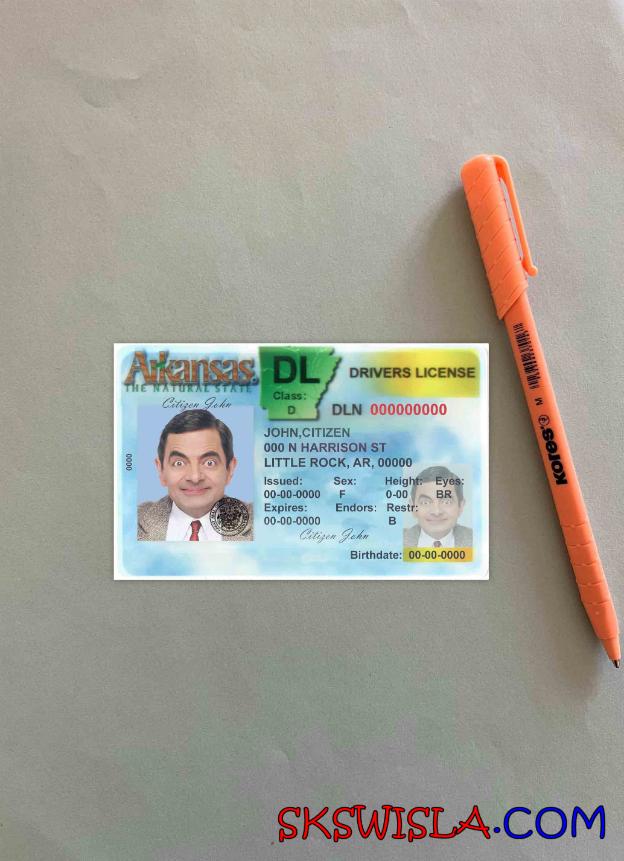 Arkansas
THE NATURAL STATE
DL
Class:
D
DRIVERS LICENSE
DLN 000000000
Citizen John
0000
JOHN,CITIZEN
000 N HARRISON ST
LITTLE ROCK, AR, 00000
Issued: Sex: Height: Eyes:
00-00-0000 F 0-00 BR
Expires: Endors: Restr:
00-00-0000 B
Citizen John
Birthdate: 00-00-0000
M Kores
SKSWISLA.COM